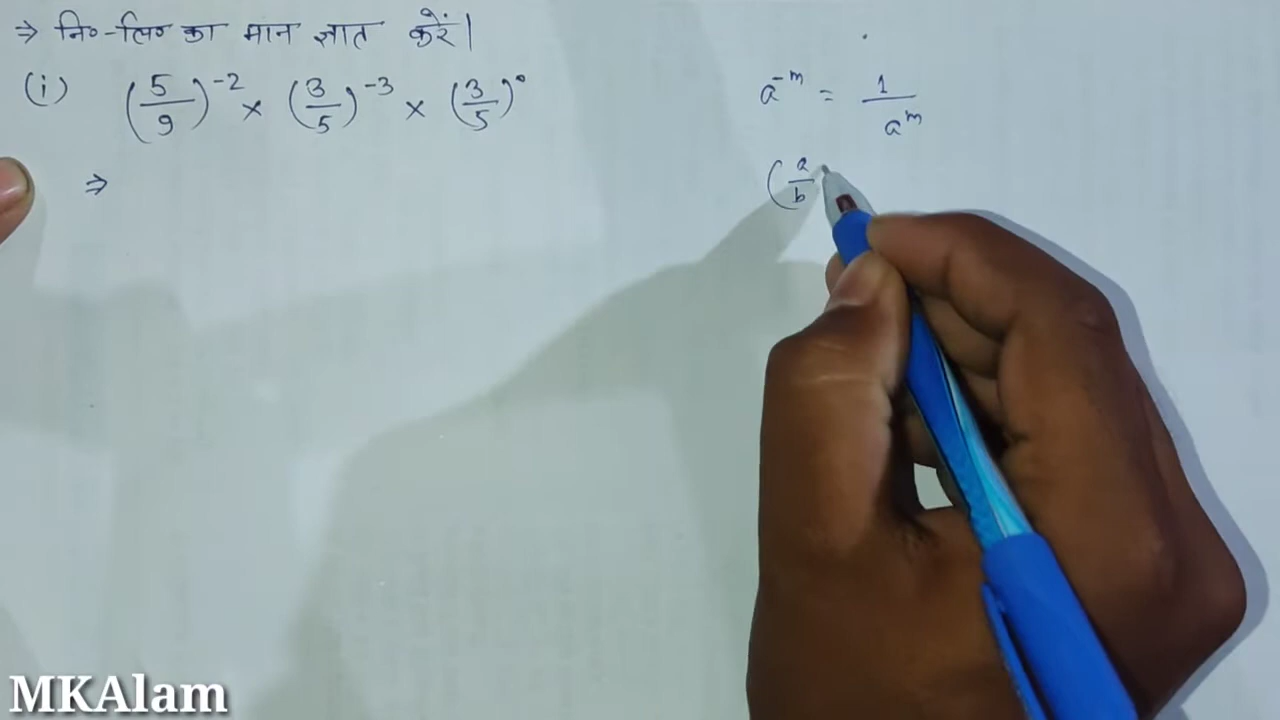 ⇒ नि०-लि० का मान ज्ञात करें।
(i) (5/9)^-2 × (3/5)^-3 × (3/5)^0
⇒
a^-m = 1/a^m
(a/b
MKAlam